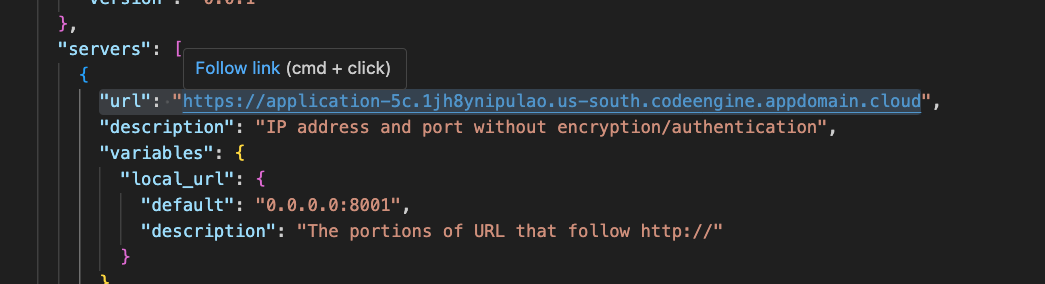 "version": "0.0.1"
},
"servers": [
Follow link (cmd + click)
{
"url": "https://application-5c.1jh8ynipulao.us-south.codeengine.appdomain.cloud",
"description": "IP address and port without encryption/authentication",
"variables": {
"local_url": {
"default": "0.0.0.0:8001",
"description": "The portions of URL that follow http://"
}
}